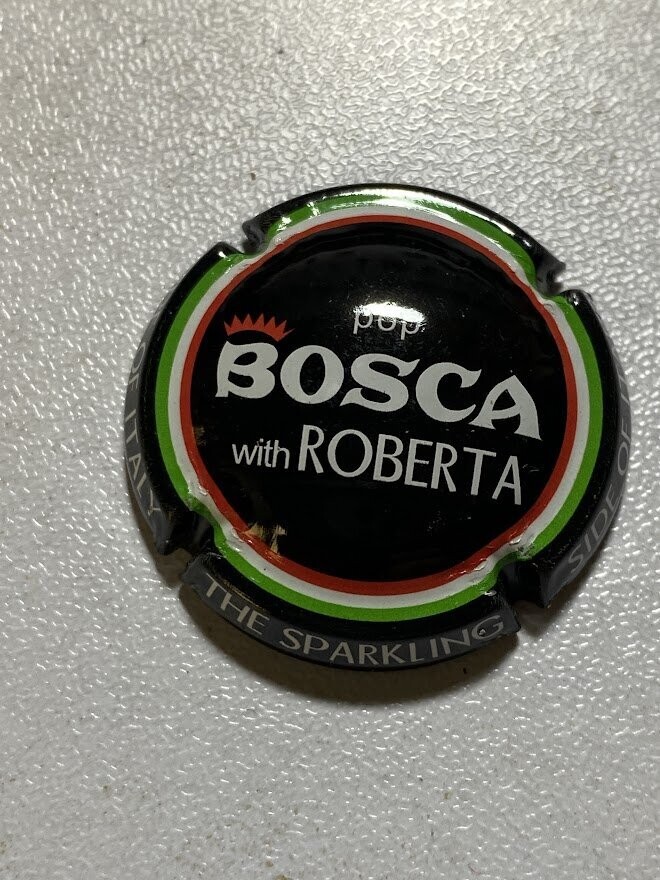 pop
BOSCA
with ROBERTA
THE SPARKLING
SIDE OF
OF ITALY